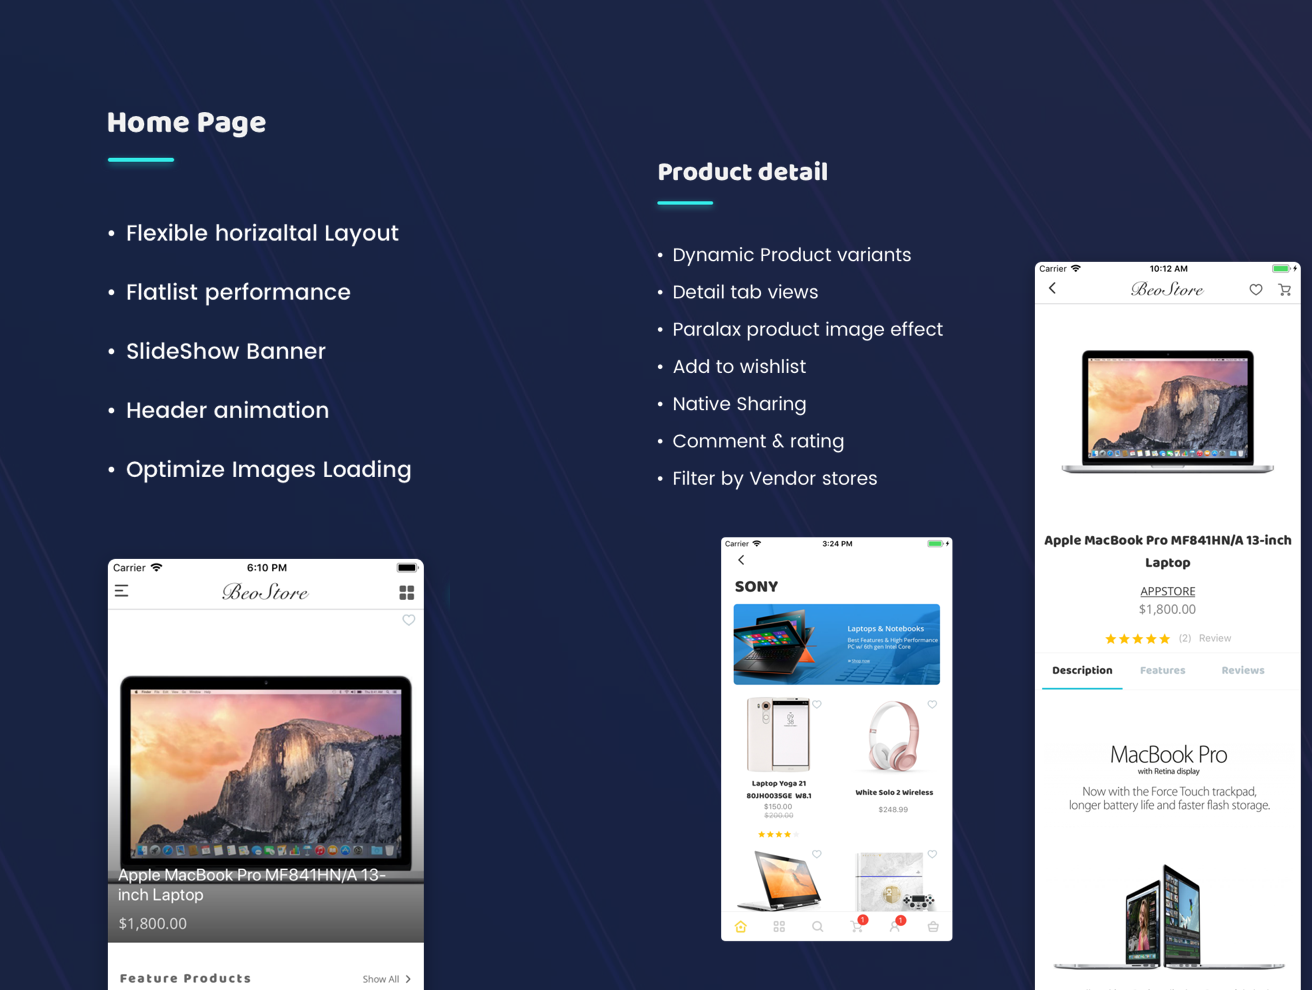 Home Page
• Flexible horizaltal Layout
• Flatlist performance
• SlideShow Banner
• Header animation
• Optimize Images Loading
Carrier 6:10 PM
BeoStore
Apple MacBook Pro MF841HN/A 13-
inch Laptop
$1,800.00
Feature Products Show All
Product detail
• Dynamic Product variants
• Detail tab views
• Paralax product image effect
• Add to wishlist
• Native Sharing
• Comment & rating
• Filter by Vendor stores
Carrier 3:24 PM
SONY
Laptops & Notebooks
Best Features & High Performance
PC w/ 6th gen Intel Core
Laptop Yoga 21
80JH0035GE W8.1
$150.00
$200.00
White Solo 2 Wireless
$248.99
1
1
Carrier 10:12 AM
BeoStore
Apple MacBook Pro MF841HN/A 13-inch
Laptop
APPSTORE
$1,800.00
(2) Review
Description Features Reviews
MacBook Pro
with Retina display
Now with the Force Touch trackpad,
longer battery life and faster flash storage.